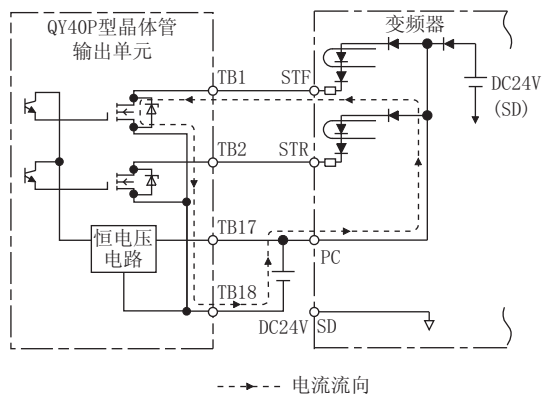 QY40P型晶体管
输出单元
变频器
TB1
STF
DC24V
(SD)
TB2
STR
恒电压
电路
TB17
PC
TB18
DC24V
SD
电流流向